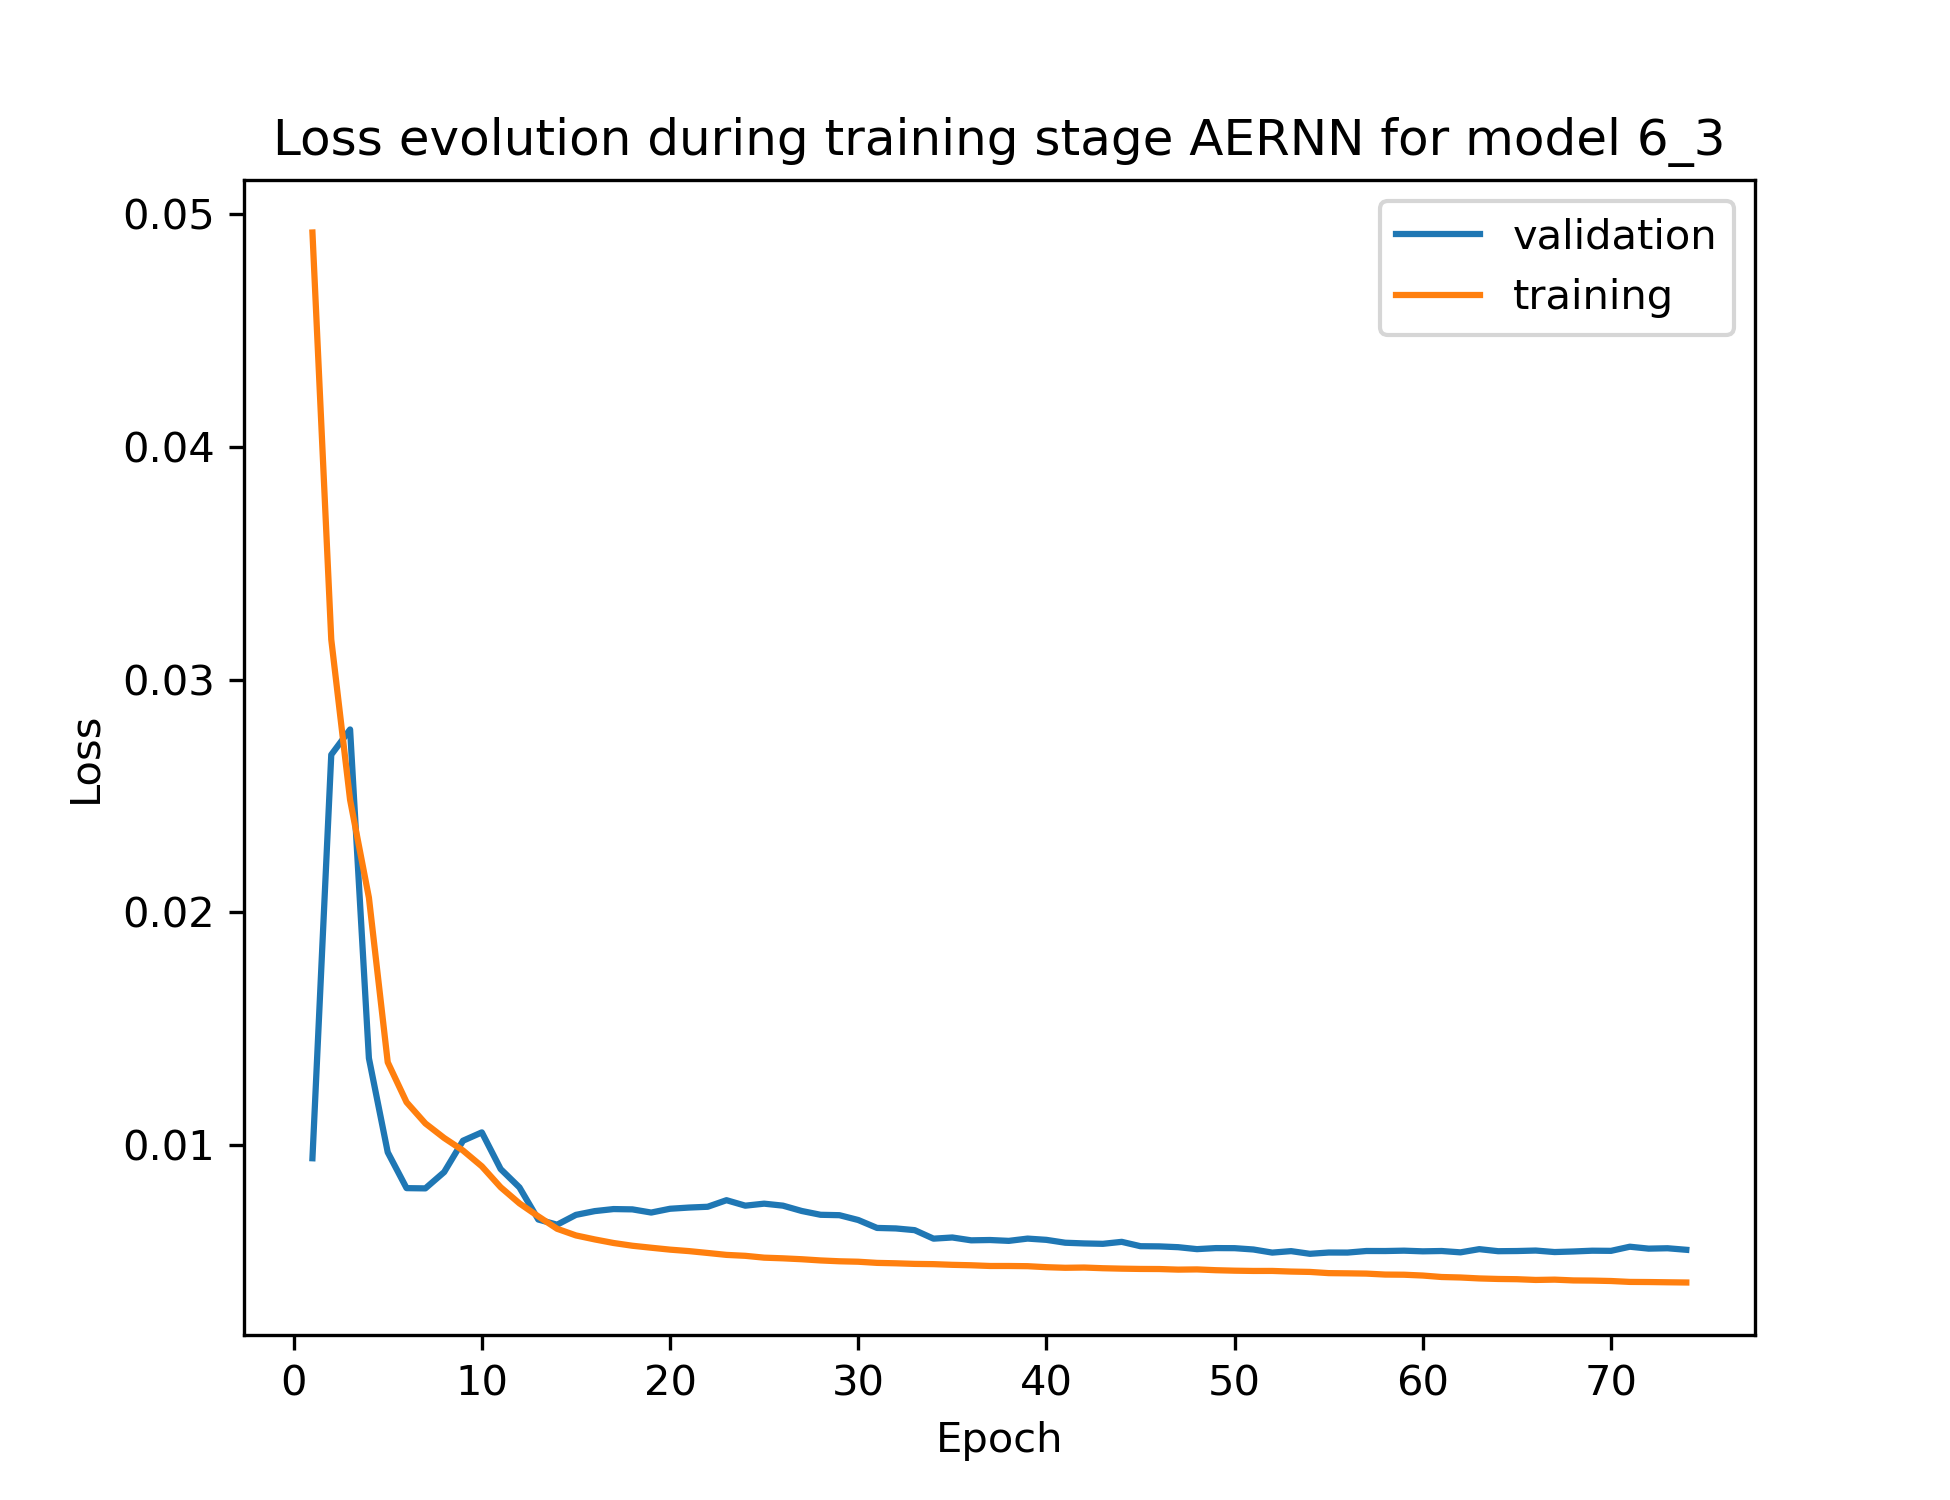 Loss evolution during training stage AERNN for model 6_3
validation
training
0.05
0.04
0.03
0.02
0.01
Loss
0 10 20 30 40 50 60 70
Epoch